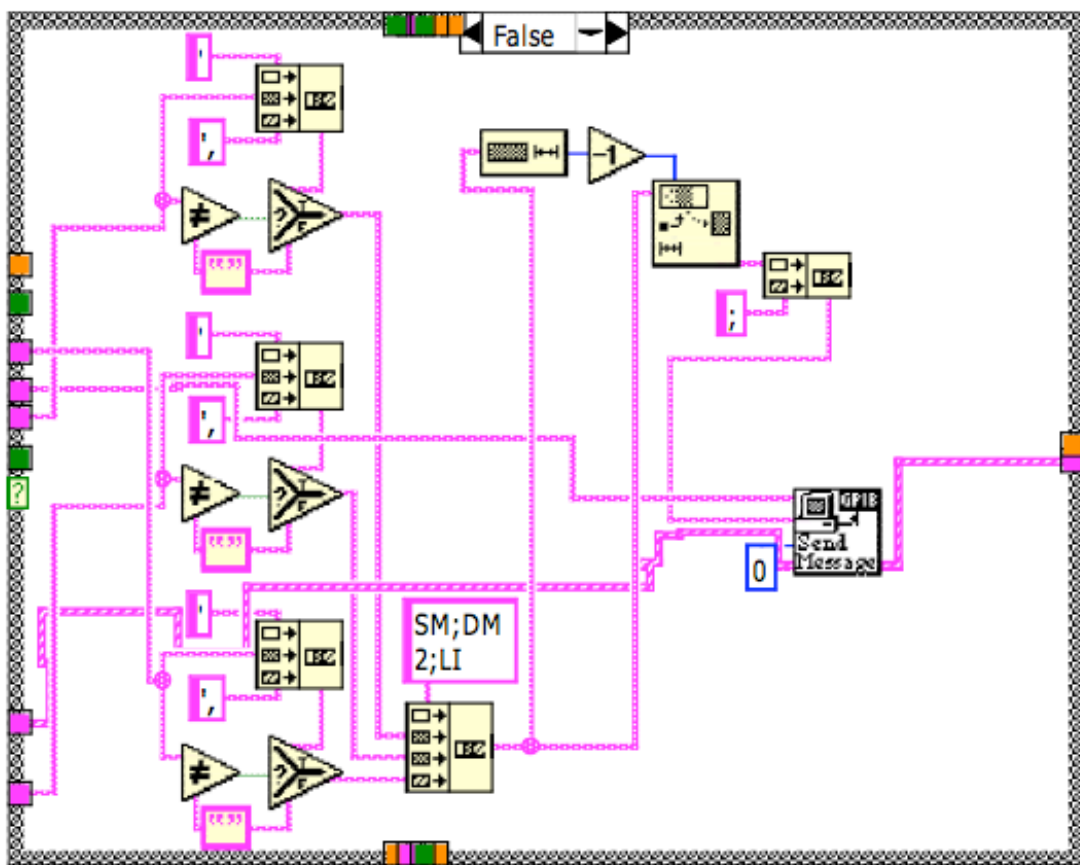 False
'
',
≠
?
T
F
" "
-1
;
'
',
≠
?
T
F
" "
?
GPIB
Send
Message
0
SM;DM
2;LI
'
',
≠
?
T
F
" "